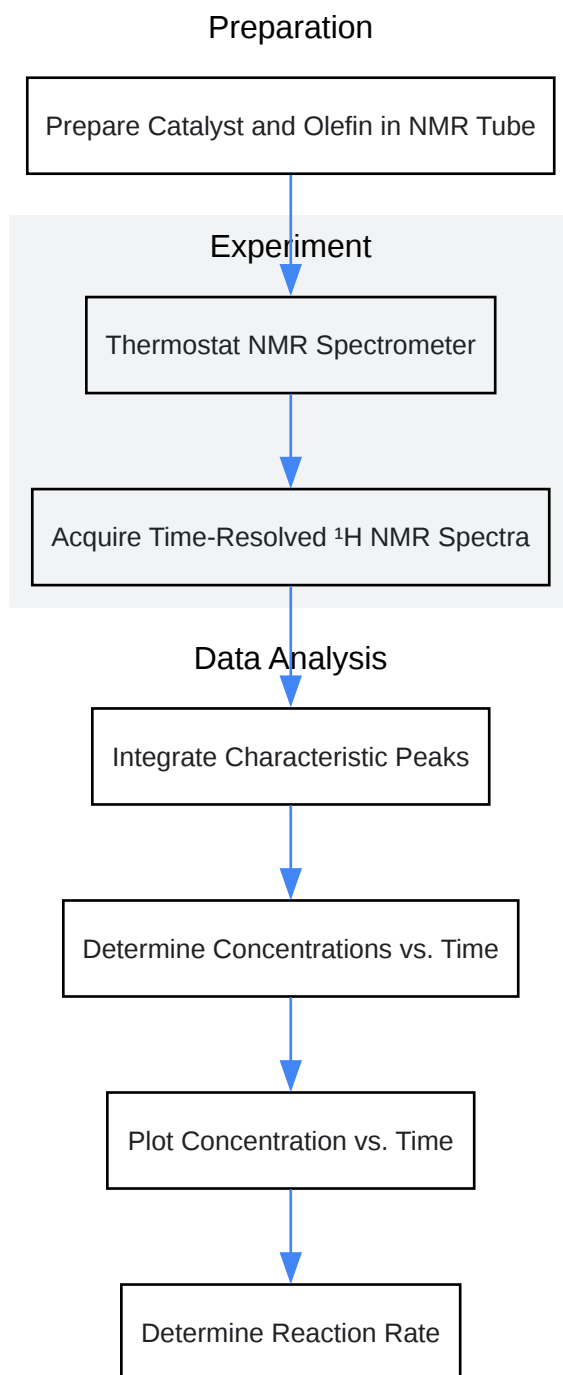 Preparation
Prepare Catalyst and Olefin in NMR Tube
Experiment
Thermostat NMR Spectrometer
Acquire Time-Resolved ¹H NMR Spectra
Data Analysis
Integrate Characteristic Peaks
Determine Concentrations vs. Time
Plot Concentration vs. Time
Determine Reaction Rate